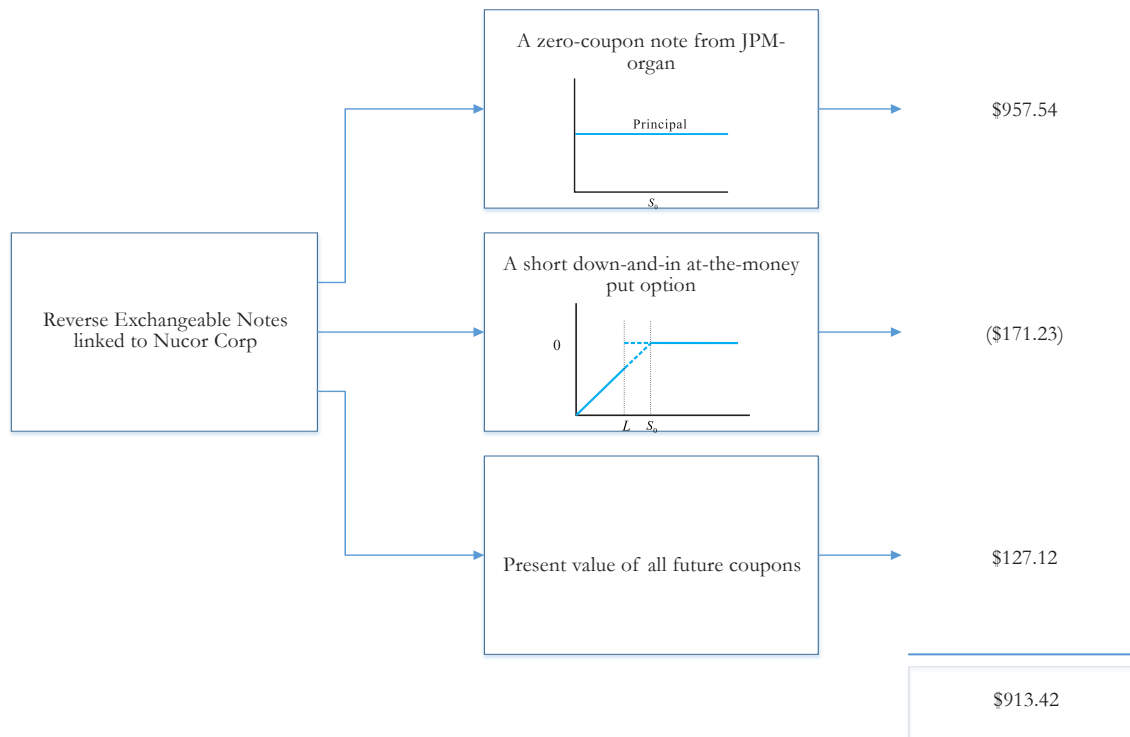 A zero-coupon note from JPM-
organ
Principal
S₀
$957.54
Reverse Exchangeable Notes
linked to Nucor Corp
A short down-and-in at-the-money
put option
0
L S₀
($171.23)
Present value of all future coupons
$127.12
$913.42